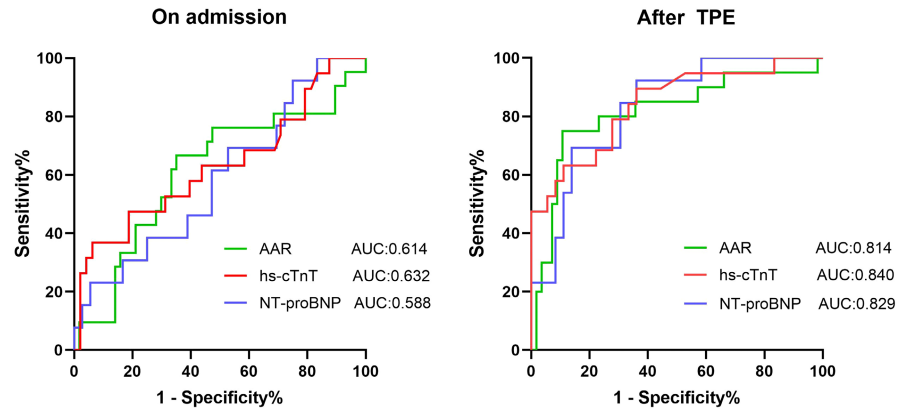 On admission
Sensitivity%
100
80
60
40
20
0
0 20 40 60 80 100
1 - Specificity%
AAR AUC:0.614
hs-cTnT AUC:0.632
NT-proBNP AUC:0.588
After TPE
Sensitivity%
100
80
60
40
20
0
0 20 40 60 80 100
1 - Specificity%
AAR AUC:0.814
hs-cTnT AUC:0.840
NT-proBNP AUC:0.829